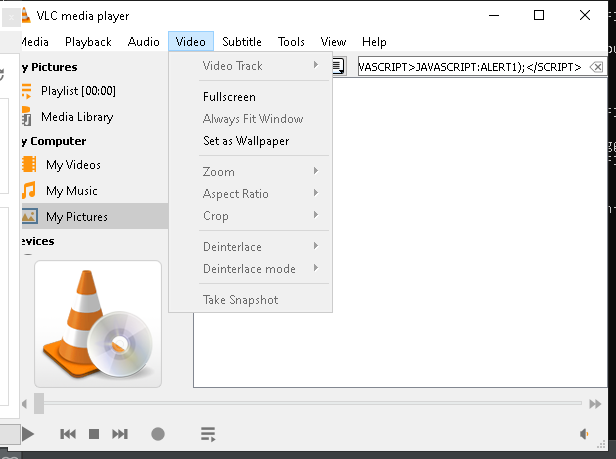 VLC media player
Media Playback Audio Video Subtitle Tools View Help
y Pictures
Playlist [00:00]
Media Library
y Computer
My Videos
My Music
My Pictures
evices
Video Track
Fullscreen
Always Fit Window
Set as Wallpaper
Zoom
Aspect Ratio
Crop
Deinterlace
Deinterlace mode
Take Snapshot
VASCRIPT>JAVASCRIPT:ALERT1);</SCRIPT>